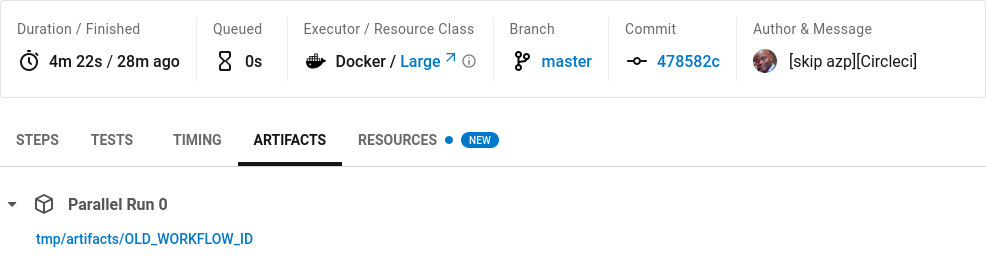 Duration / Finished Queued Executor / Resource Class Branch Commit Author & Message
4m 22s / 28m ago 0s Docker / Large master 478582c [skip azp][Circleci]
STEPS TESTS TIMING ARTIFACTS RESOURCES NEW
Parallel Run 0
tmp/artifacts/OLD_WORKFLOW_ID